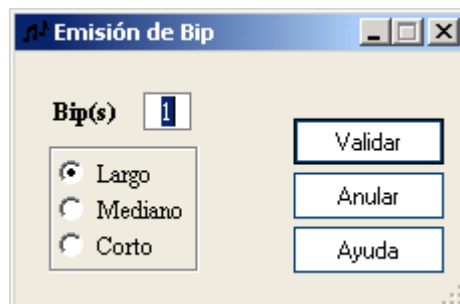 Emisión de Bip
Bip(s) 1
Largo
Mediano
Corto
Validar
Anular
Ayuda